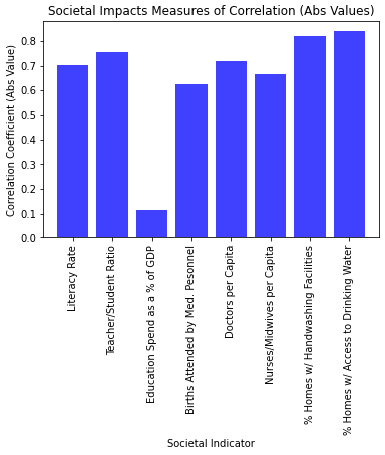 Societal Impacts Measures of Correlation (Abs Values)
Correlation Coefficient (Abs Value)
0.8
0.7
0.6
0.5
0.4
0.3
0.2
0.1
0.0
Literacy Rate
Teacher/Student Ratio
Education Spend as a % of GDP
Births Attended by Med. Pesonnel
Doctors per Capita
Nurses/Midwives per Capita
% Homes w/ Handwashing Facilities
% Homes w/ Access to Drinking Water
Societal Indicator